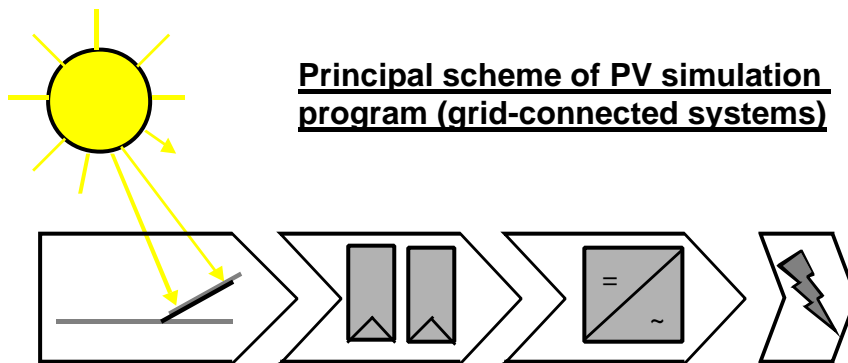 Principal scheme of PV simulation
program (grid-connected systems)
=
~